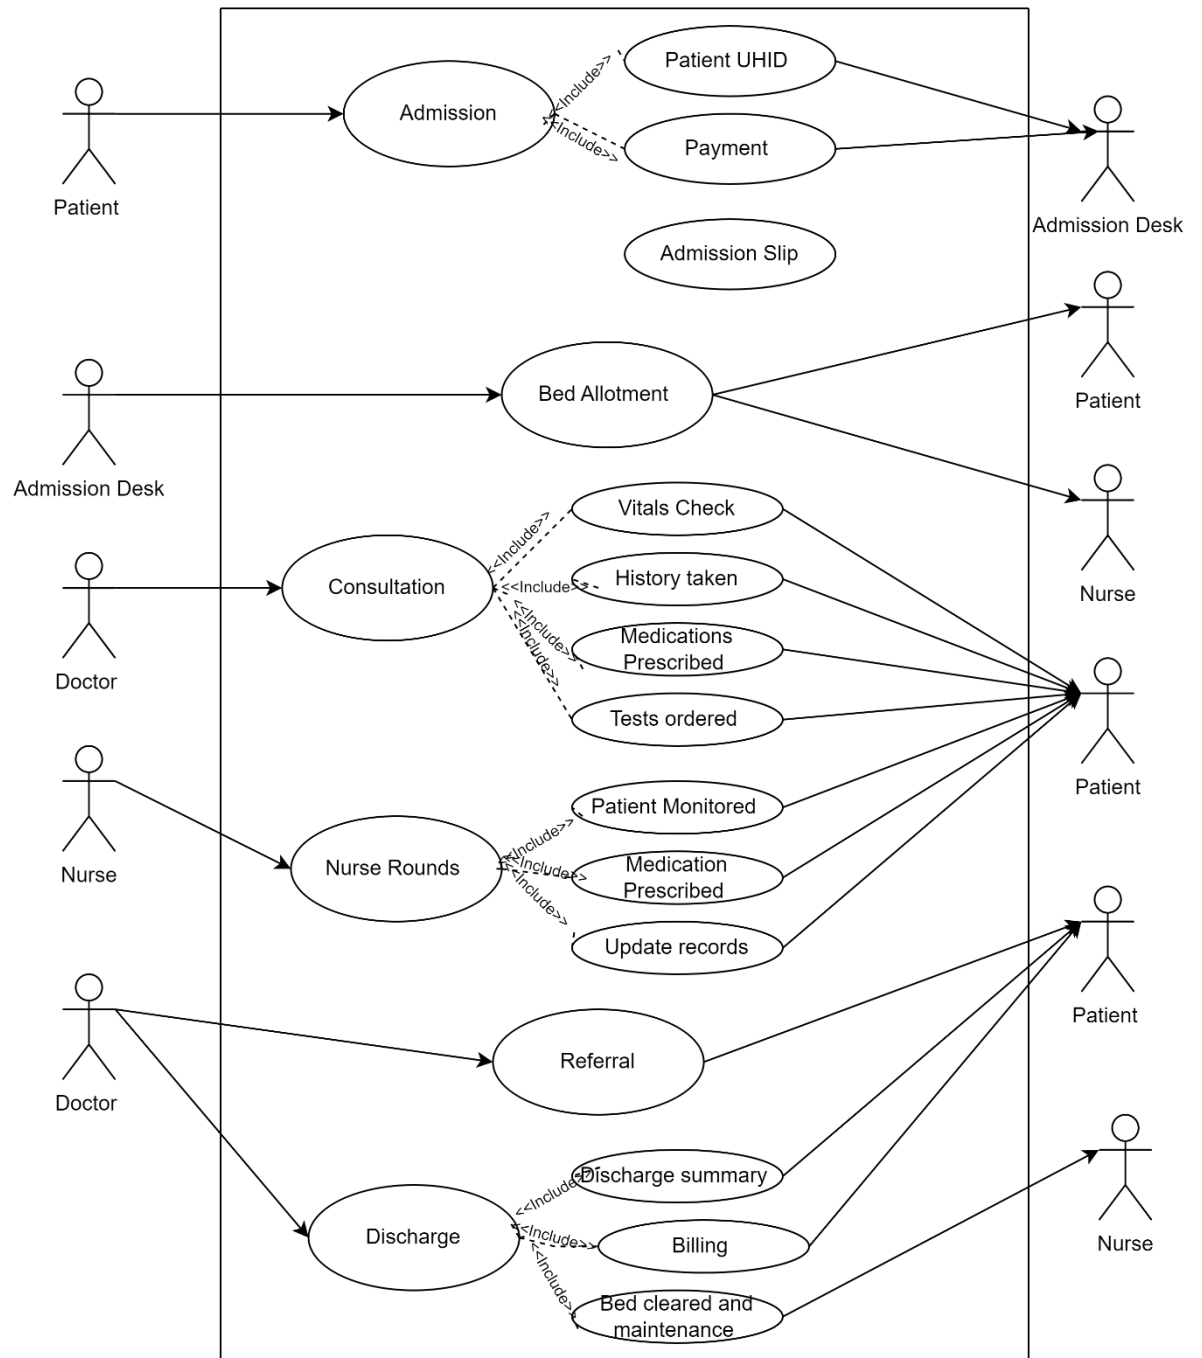 Patient UHID
<<Include>>
Admission
<<Include>>
Payment
Patient
Admission Desk
Admission Slip
Bed Allotment
Patient
Admission Desk
Vitals Check
<<Include>>
History taken
Consultation
<<Include>>
Nurse
<<Include>>
Medications
Prescribed
<<Include>>
Doctor
Tests ordered
Patient
Patient Monitored
<<Include>>
Nurse Rounds
<<Include>>
Medication
Prescribed
Nurse
<<Include>>
Update records
Patient
Referral
Doctor
Discharge summary
<<Include>>
Discharge
<<Include>>
Billing
Nurse
<<Include>>
Bed cleared and
maintenance